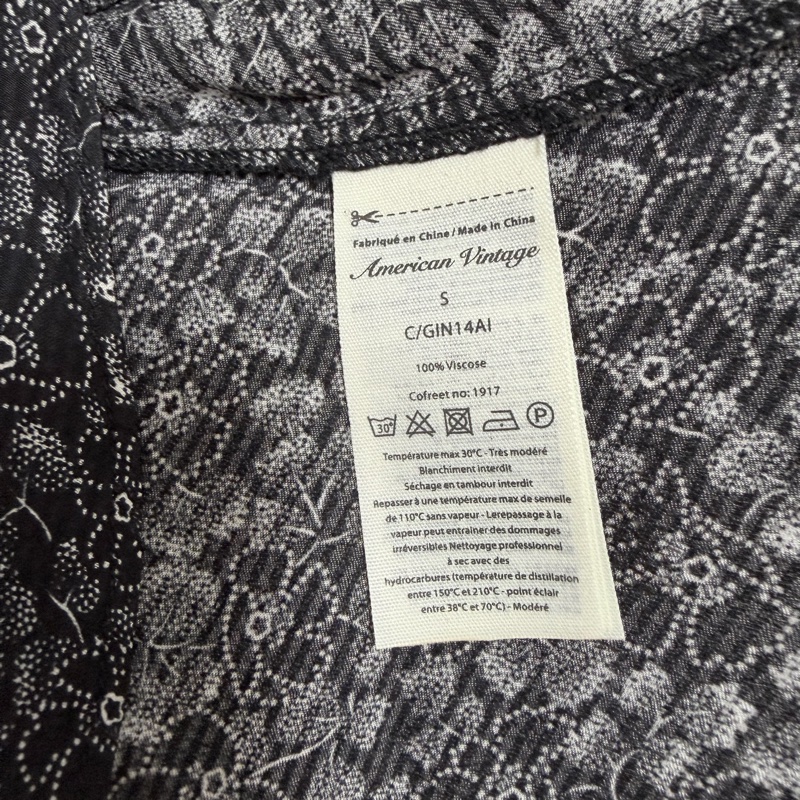 Fabriqué en Chine / Made in China
American Vintage
S
C/GIN14AI
100% Viscose
Cofreet no: 1917
30° P
Température max 30°C - Très modéré
Blanchiment interdit
Séchage en tambour interdit
Repasser à une température max de semelle
de 110°C sans vapeur - Lerepassage à la
vapeur peut entraîner des dommages
irréversibles Nettoyage professionnel
à sec avec des
hydrocarbures (température de distillation
entre 150°C et 210°C - point éclair
entre 38°C et 70°C) - Modéré